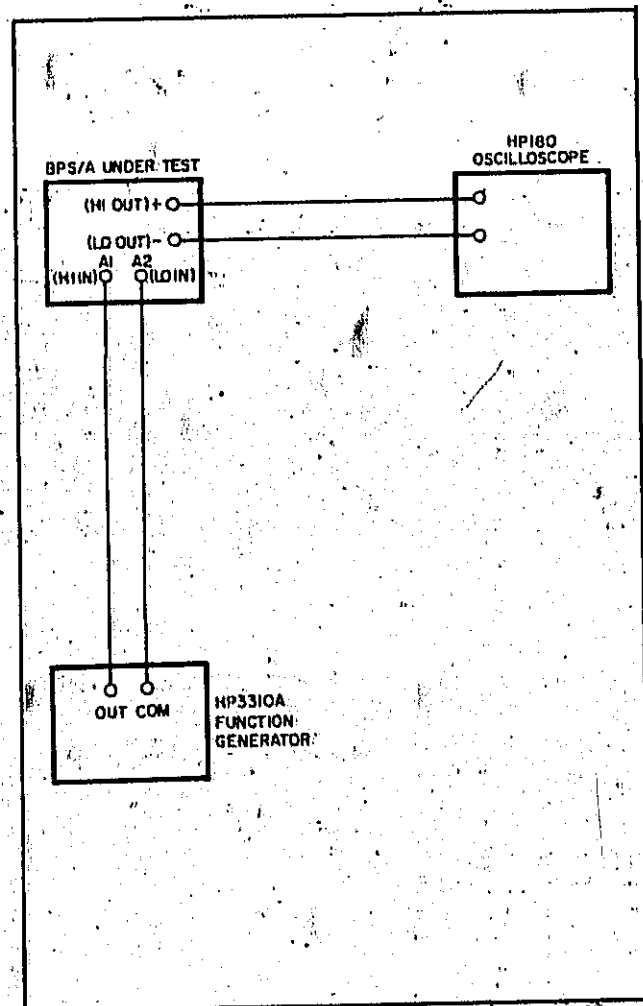 HP180
OSCILLOSCOPE
BPS/A UNDER TEST
(HI OUT)+
(LO OUT)-
A1 A2
(HI IN) (LO IN)
OUT COM
HP3310A
FUNCTION
GENERATOR